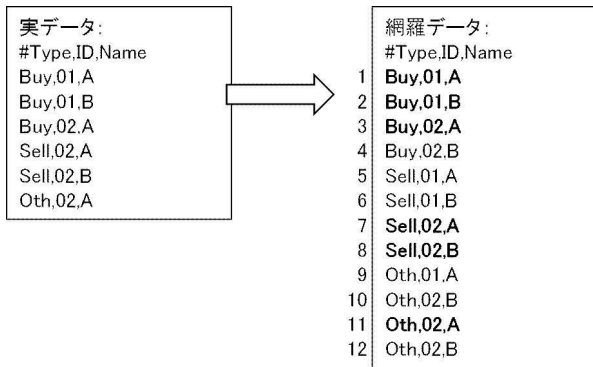 実データ:
#Type,ID,Name
Buy,01,A
Buy,01,B
Buy,02,A
Sell,02,A
Sell,02,B
Oth,02,A
網羅データ:
#Type,ID,Name
1 Buy,01,A
2 Buy,01,B
3 Buy,02,A
4 Buy,02,B
5 Sell,01,A
6 Sell,01,B
7 Sell,02,A
8 Sell,02,B
9 Oth,01,A
10 Oth,02,B
11 Oth,02,A
12 Oth,02,B